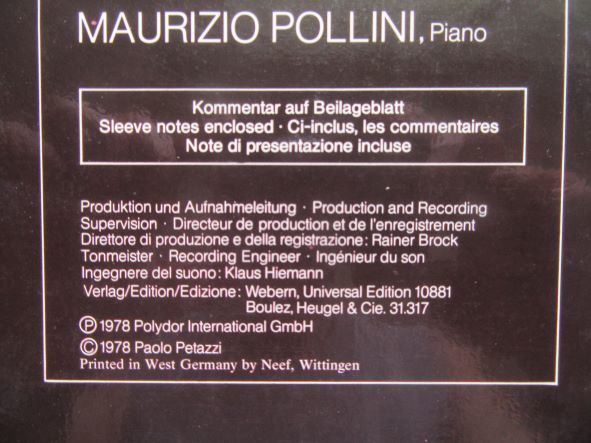 MAURIZIO POLLINI, Piano
Kommentar auf Beilageblatt
Sleeve notes enclosed · Ci-inclus, les commentaires
Note di presentazione incluse
Produktion und Aufnahmeleitung · Production and Recording
Supervision · Directeur de production et de l'enregistrement
Direttore di produzione e della registrazione: Rainer Brock
Tonmeister · Recording Engineer · Ingénieur du son
Ingegnere del suono: Klaus Hiemann
Verlag/Edition/Edizione: Webern, Universal Edition 10881
Boulez, Heugel & Cie. 31.317
Ⓟ 1978 Polydor International GmbH
© 1978 Paolo Petazzi
Printed in West Germany by Neef, Wittingen